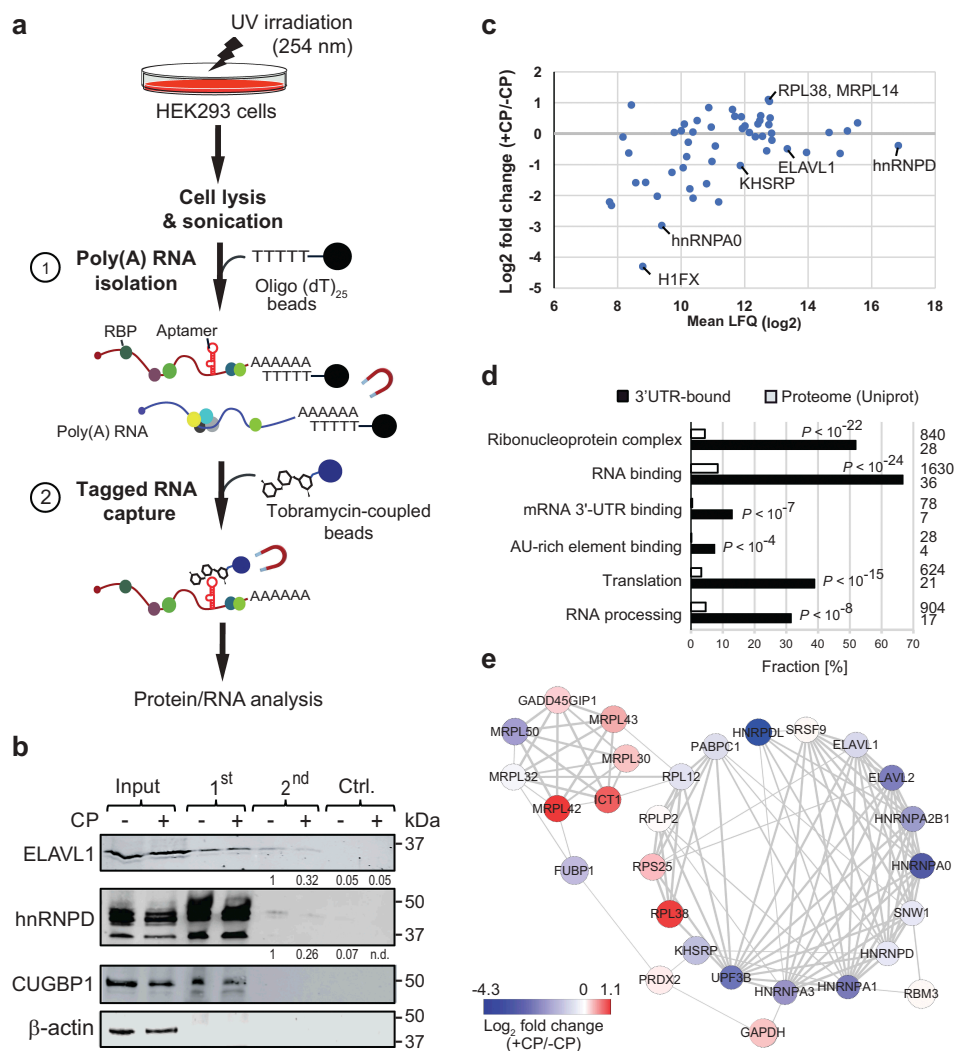 a
UV irradiation
(254 nm)
HEK293 cells
Cell lysis
& sonication
1
Poly(A) RNA
isolation
TTTTT
Oligo (dT)25
beads
RBP
Aptamer
AAAAAA
TTTTT
Poly(A) RNA
AAAAAA
TTTTT
2
Tagged RNA
capture
Tobramycin-coupled
beads
AAAAAA
Protein/RNA analysis
b
Input 1st 2nd Ctrl.
CP - + - + - + - + kDa
ELAVL1
37
1 0.32 0.05 0.05
hnRNPD
50
37
1 0.26 0.07 n.d.
CUGBP1
50
β-actin
50
37
c
Log2 fold change (+CP/-CP)
2
1
0
-1
-2
-3
-4
-5
RPL38, MRPL14
ELAVL1
hnRNPD
KHSRP
hnRNPA0
H1FX
4 6 8 10 12 14 16 18
Mean LFQ (log2)
d
3'UTR-bound Proteome (Uniprot)
Ribonucleoprotein complex P < 10-22 840
28
RNA binding P < 10-24 1630
36
mRNA 3'-UTR binding P < 10-7 78
7
AU-rich element binding P < 10-4 28
4
Translation P < 10-15 624
21
RNA processing P < 10-8 904
17
0 10 20 30 40 50 60 70 80
Fraction [%]
e
GADD45GIP1
MRPL50
MRPL43
MRPL32
MRPL30
MRPL42
ICT1
RPL12
PABPC1
HNRPDL
SRSF9
ELAVL1
ELAVL2
RPLP2
HNRNPA2B1
FUBP1
RPS25
HNRNPA0
RPL38
SNW1
KHSRP
HNRNPD
PRDX2
UPF3B
HNRNPA3
HNRNPA1
RBM3
GAPDH
-4.3 0 1.1
Log2 fold change
(+CP/-CP)